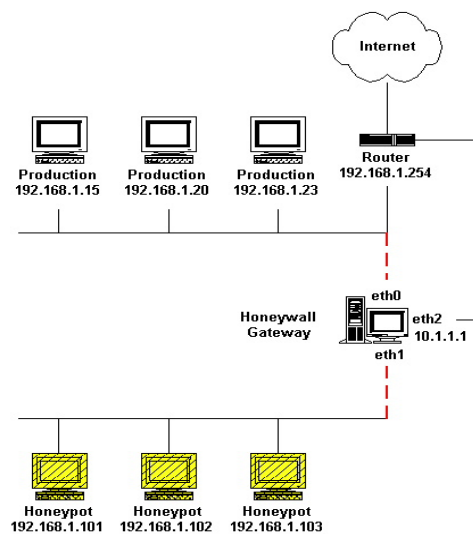 Internet
Production
192.168.1.15
Production
192.168.1.20
Production
192.168.1.23
Router
192.168.1.254
eth0
Honeywall
Gateway
eth2
10.1.1.1
eth1
Honeypot
192.168.1.101
Honeypot
192.168.1.102
Honeypot
192.168.1.103